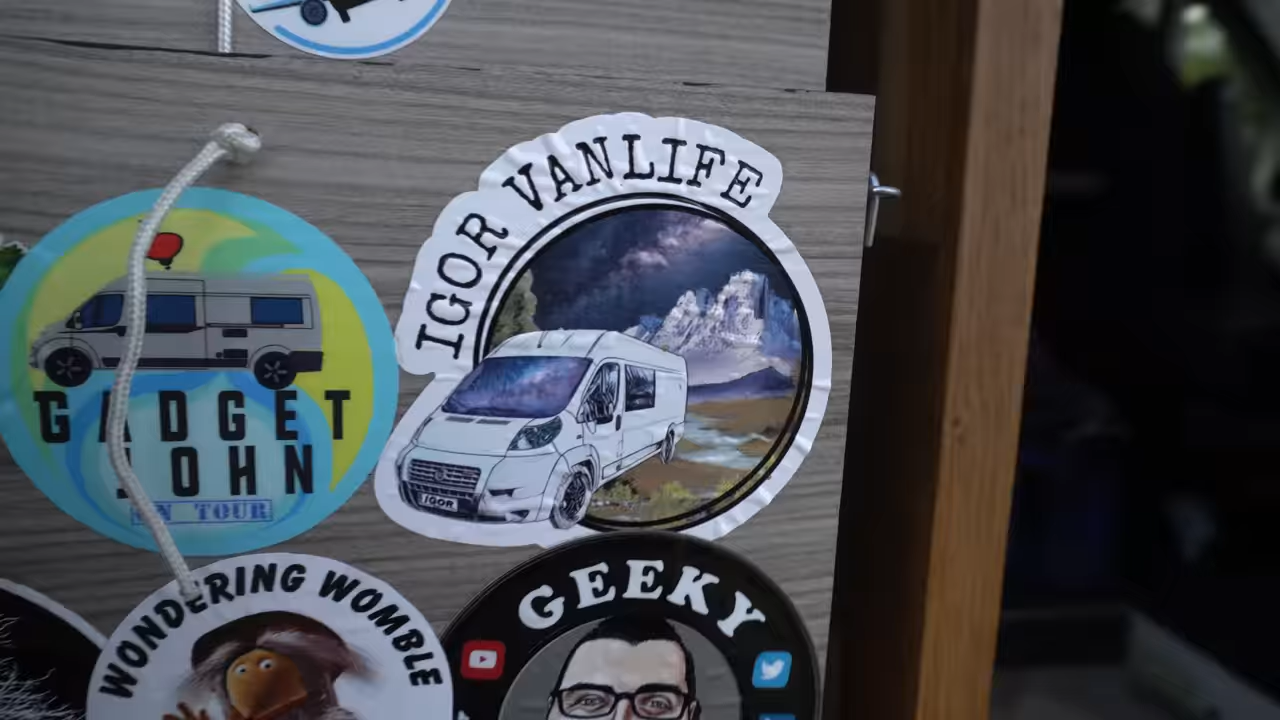 IGOR VANLIFE
IGOR
GADGET
JOHN
ON TOUR
WONDERING WOMBLE
GEEKY